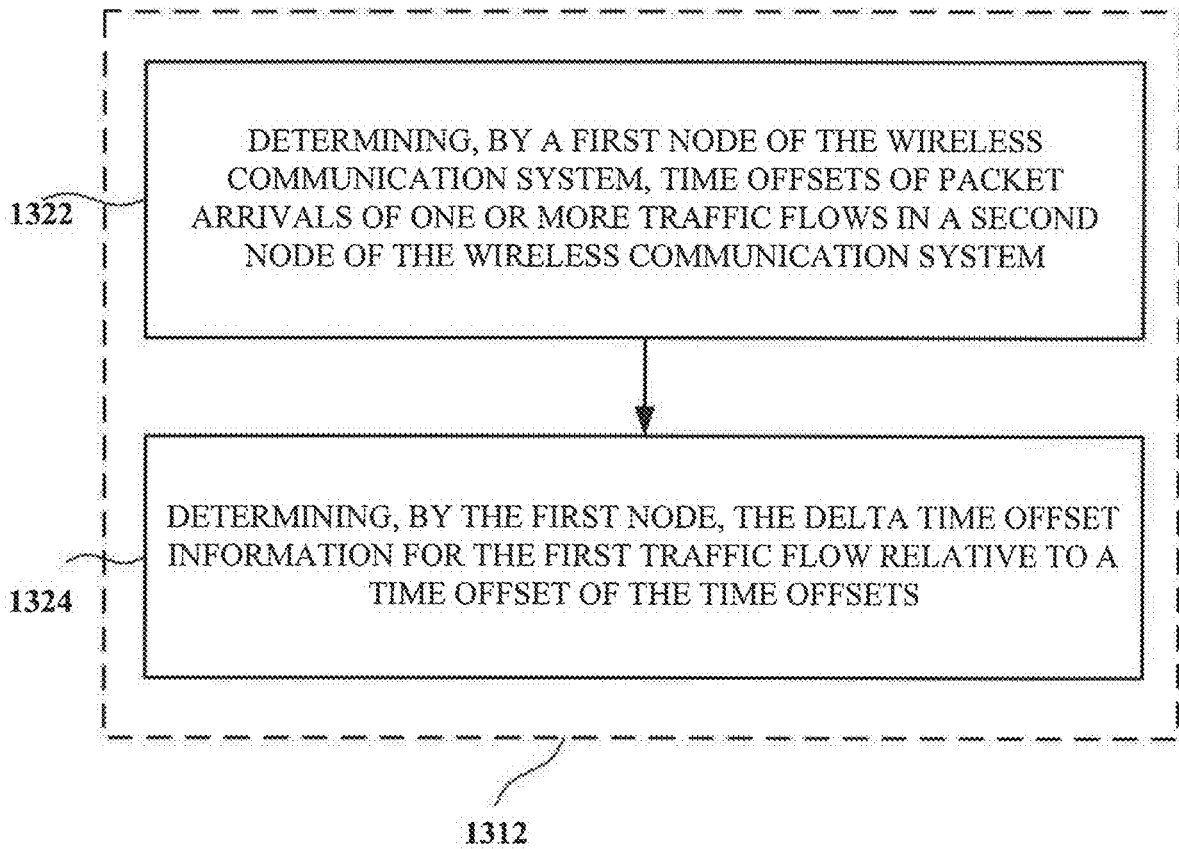 DETERMINING, BY A FIRST NODE OF THE WIRELESS
COMMUNICATION SYSTEM, TIME OFFSETS OF PACKET
ARRIVALS OF ONE OR MORE TRAFFIC FLOWS IN A SECOND
NODE OF THE WIRELESS COMMUNICATION SYSTEM
1322
DETERMINING, BY THE FIRST NODE, THE DELTA TIME OFFSET
INFORMATION FOR THE FIRST TRAFFIC FLOW RELATIVE TO A
TIME OFFSET OF THE TIME OFFSETS
1324
1312